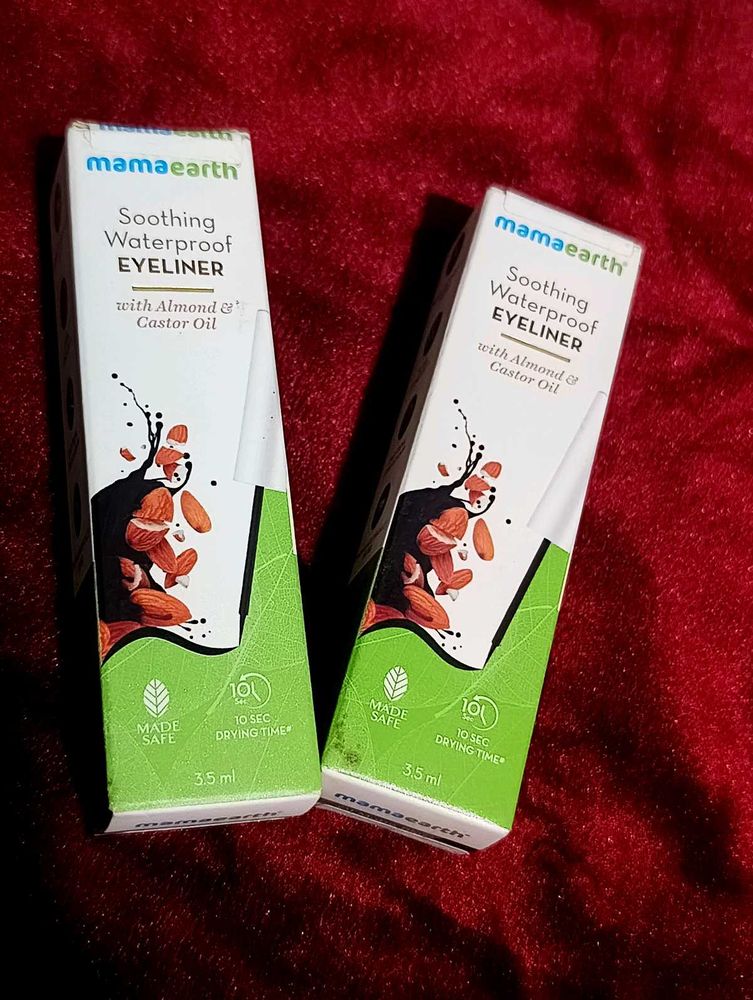 mamaearth
mamaearth
Soothing
Waterproof
EYELINER
with Almond &
Castor Oil
MADE
SAFE
10
Sec
10 SEC
DRYING TIME#
3.5 ml
mamaearth
mamaearth
Soothing
Waterproof
EYELINER
with Almond &
Castor Oil
MADE
SAFE
10
Sec
10 SEC
DRYING TIME#
3.5 ml
mamaearth